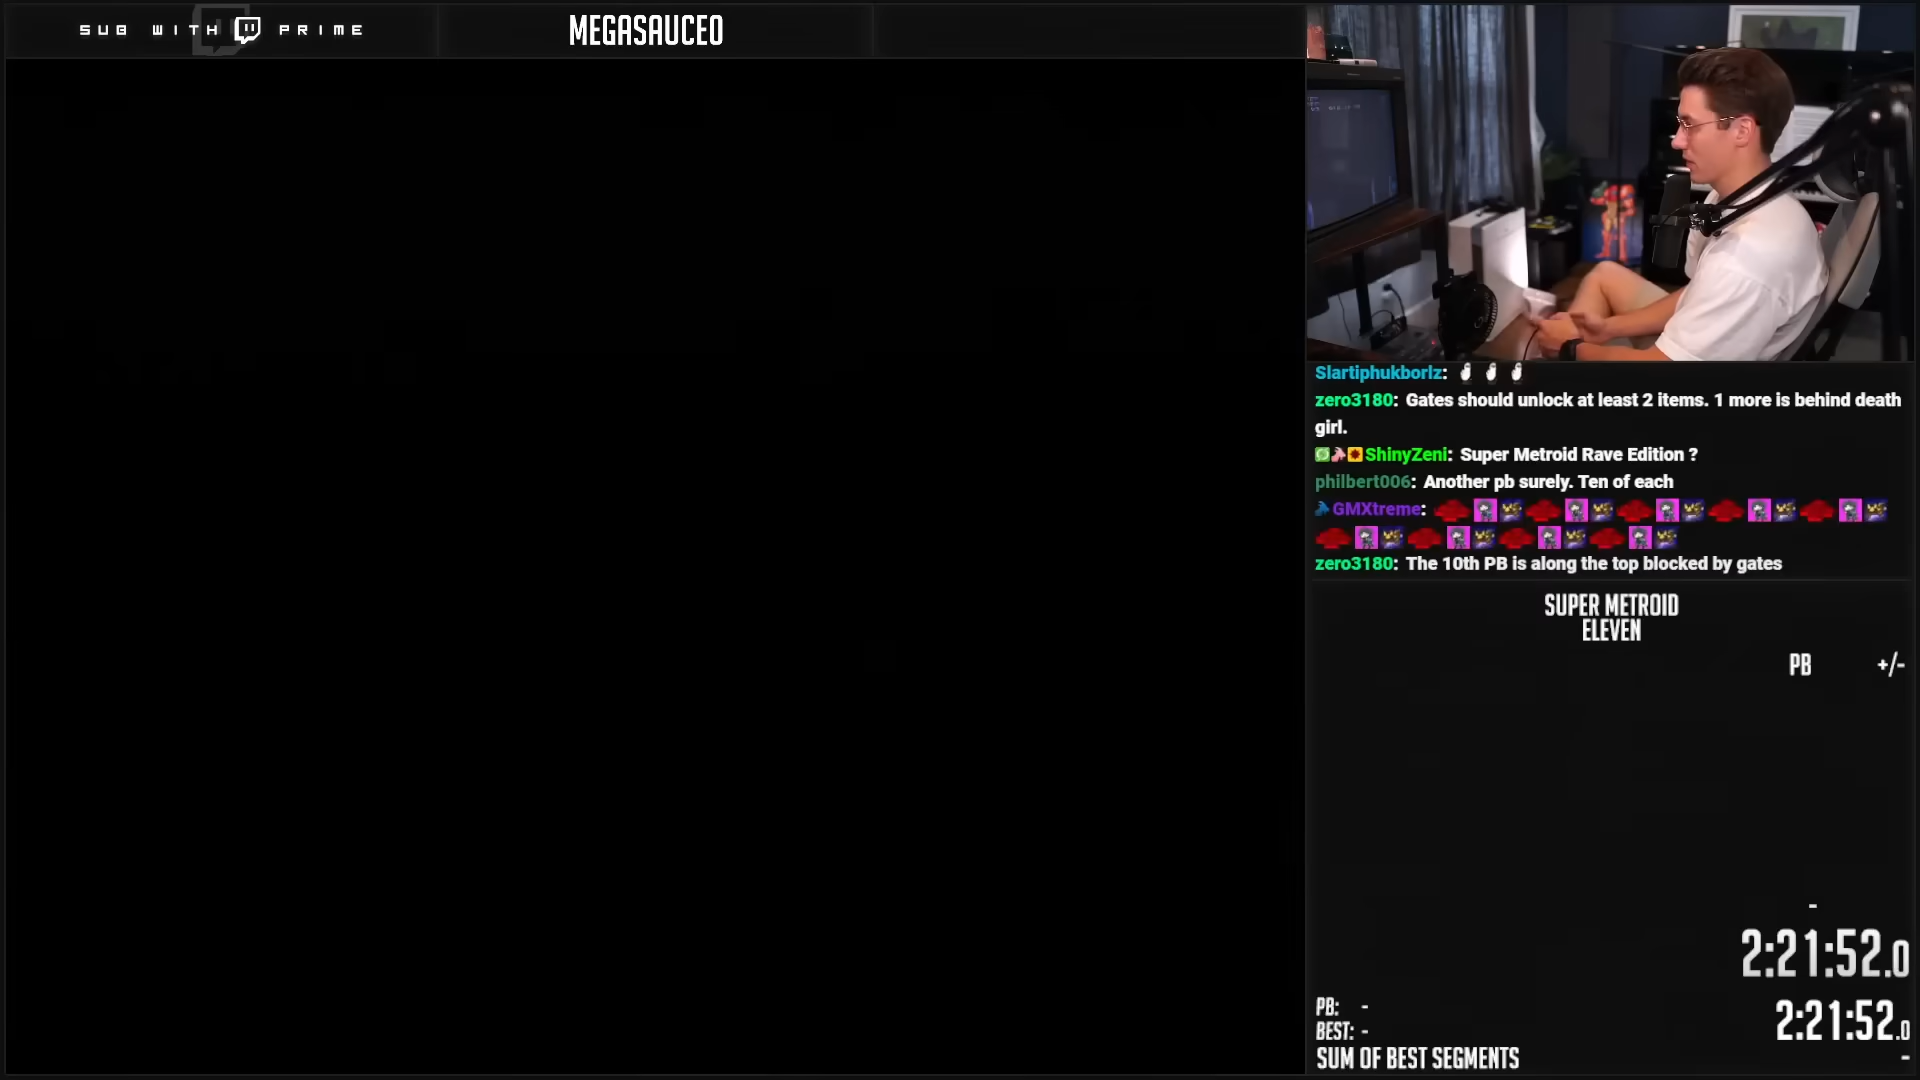 SUB WITH PRIME
MEGASAUCEO
Slartiphukborlz:
zero3180: Gates should unlock at least 2 items. 1 more is behind death
girl.
ShinyZeni: Super Metroid Rave Edition ?
philbert006: Another pb surely. Ten of each
GMXtreme:
zero3180: The 10th PB is along the top blocked by gates
SUPER METROID
ELEVEN
PB +/-
-
2:21:52.0
PB: - 2:21:52.0
BEST: -
SUM OF BEST SEGMENTS -